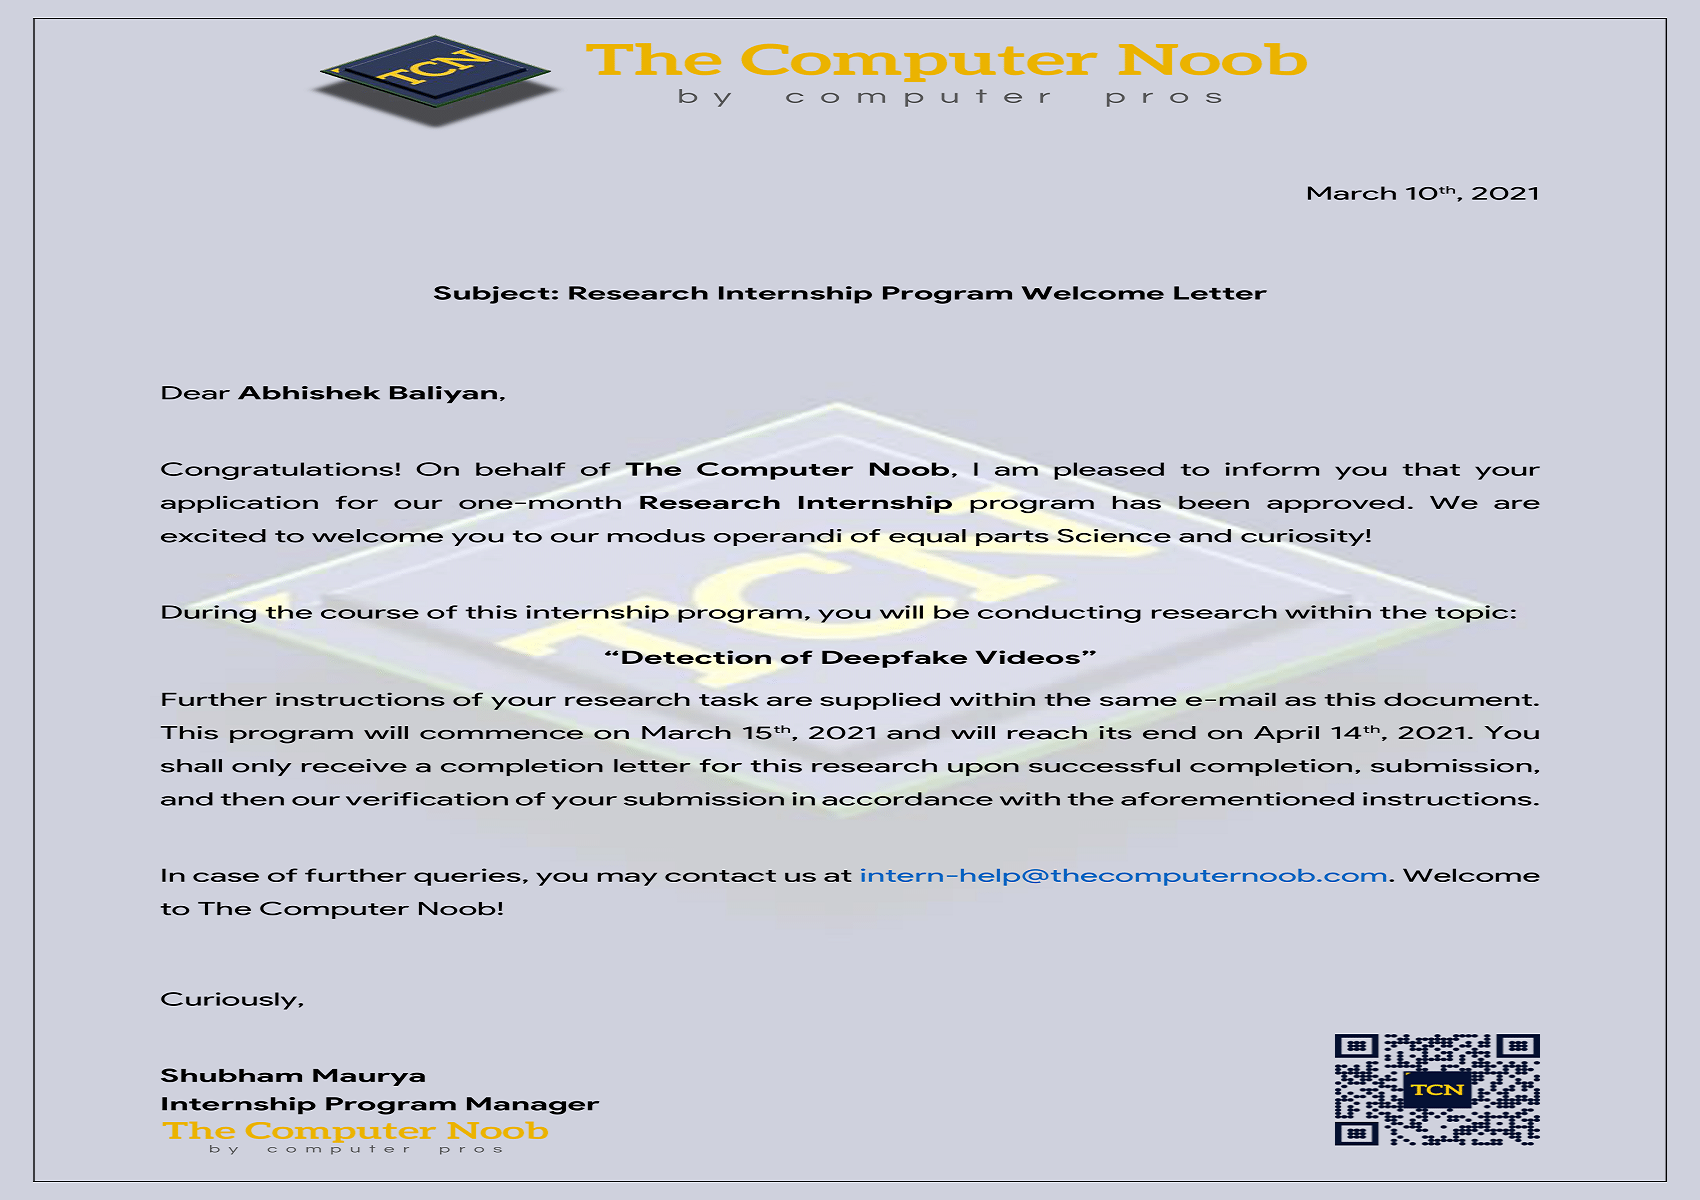 TCN
The Computer Noob
by computer pros
March 10th, 2021
Subject: Research Internship Program Welcome Letter
Dear Abhishek Baliyan,
Congratulations! On behalf of The Computer Noob, I am pleased to inform you that your
application for our one-month Research Internship program has been approved. We are
excited to welcome you to our modus operandi of equal parts Science and curiosity!
During the course of this internship program, you will be conducting research within the topic:
“Detection of Deepfake Videos”
Further instructions of your research task are supplied within the same e-mail as this document.
This program will commence on March 15th, 2021 and will reach its end on April 14th, 2021. You
shall only receive a completion letter for this research upon successful completion, submission,
and then our verification of your submission in accordance with the aforementioned instructions.
In case of further queries, you may contact us at intern-help@thecomputernoob.com. Welcome
to The Computer Noob!
Curiously,
Shubham Maurya
Internship Program Manager
The Computer Noob
by computer pros
TCN
TCN